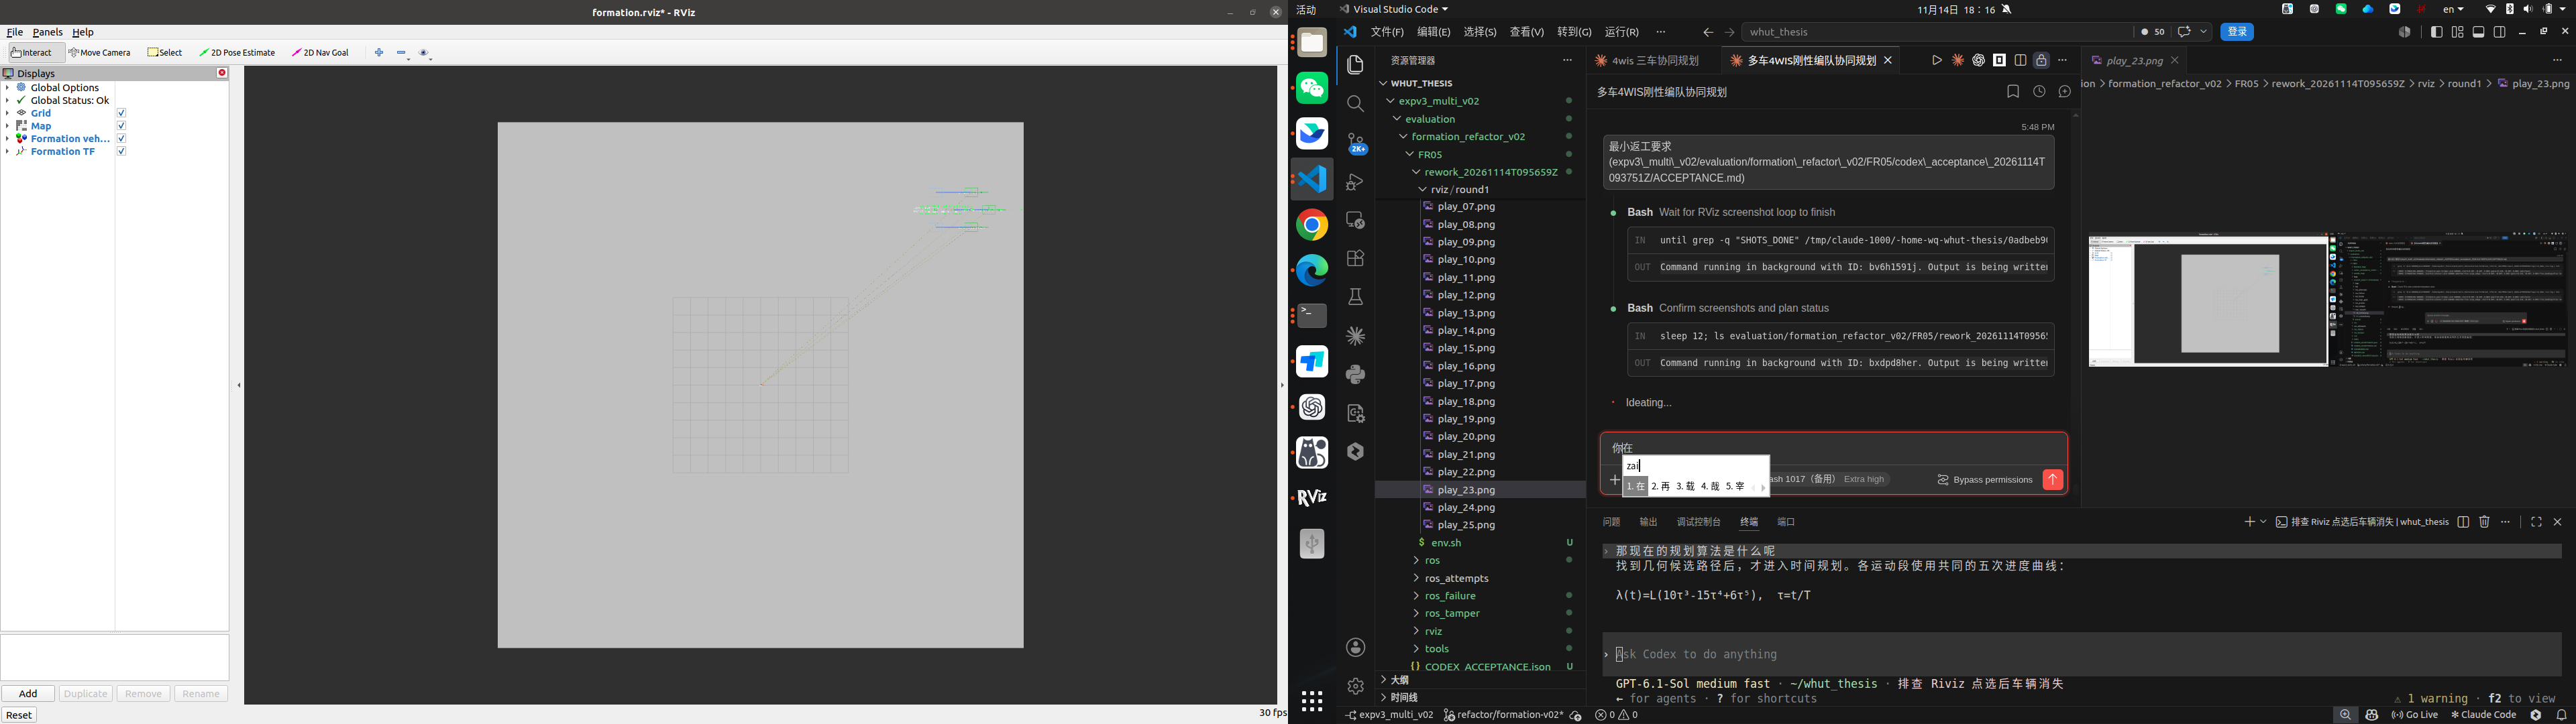 formation.rviz* - RViz
File Panels Help
Interact Move Camera Select 2D Pose Estimate 2D Nav Goal
Displays
Global Options
Global Status: Ok
Grid
Map
Formation veh...
Formation TF
Add Duplicate Remove Rename
Reset
30 fps
活动 Visual Studio Code 11月14日 18：16 en
文件(F) 编辑(E) 选择(S) 查看(V) 转到(G) 运行(R) ··· whut_thesis 50 登录
2K+
RViz
资源管理器
WHUT_THESIS
expv3_multi_v02
evaluation
formation_refactor_v02
FR05
rework_20261114T095659Z
rviz / round1
play_07.png
play_08.png
play_09.png
play_10.png
play_11.png
play_12.png
play_13.png
play_14.png
play_15.png
play_16.png
play_17.png
play_18.png
play_19.png
play_20.png
play_21.png
play_22.png
play_23.png
play_24.png
play_25.png
env.sh U
ros
ros_attempts
ros_failure
ros_tamper
rviz
tools
CODEX_ACCEPTANCE.json U
大纲
时间线
4wis 三车协同规划 多车4WIS刚性编队协同规划
多车4WIS刚性编队协同规划
5:48 PM
最小返工要求
(expv3\_multi\_v02/evaluation/formation\_refactor\_v02/FR05/codex\_acceptance\_20261114T
093751Z/ACCEPTANCE.md)
Bash Wait for RViz screenshot loop to finish
IN until grep -q "SHOTS_DONE" /tmp/claude-1000/-home-wq-whut-thesis/0adbeb90
OUT Command running in background with ID: bv6h1591j. Output is being written
Bash Confirm screenshots and plan status
IN sleep 12; ls evaluation/formation_refactor_v02/FR05/rework_20261114T09565
OUT Command running in background with ID: bxdpd8her. Output is being written
Ideating...
你在
zai
1. 在 2. 再 3. 载 4. 哉 5. 宰
ash 1017（备用） Extra high Bypass permissions
play_23.png
ion > formation_refactor_v02 > FR05 > rework_20261114T095659Z > rviz > round1 > play_23.png
问题 输出 调试控制台 终端 端口
排查 Riviz 点选后车辆消失 | whut_thesis
› 那现在的规划算法是什么呢
找到几何候选路径后，才进入时间规划。各运动段使用共同的五次进度曲线：
λ(t)=L(10τ³-15τ⁴+6τ⁵), τ=t/T
› Ask Codex to do anything
GPT-6.1-Sol medium fast · ~/whut_thesis · 排查 Riviz 点选后车辆消失
← for agents · ? for shortcuts ⚠ 1 warning · f2 to view
expv3_multi_v02 refactor/formation-v02* 0 0 Go Live Claude Code